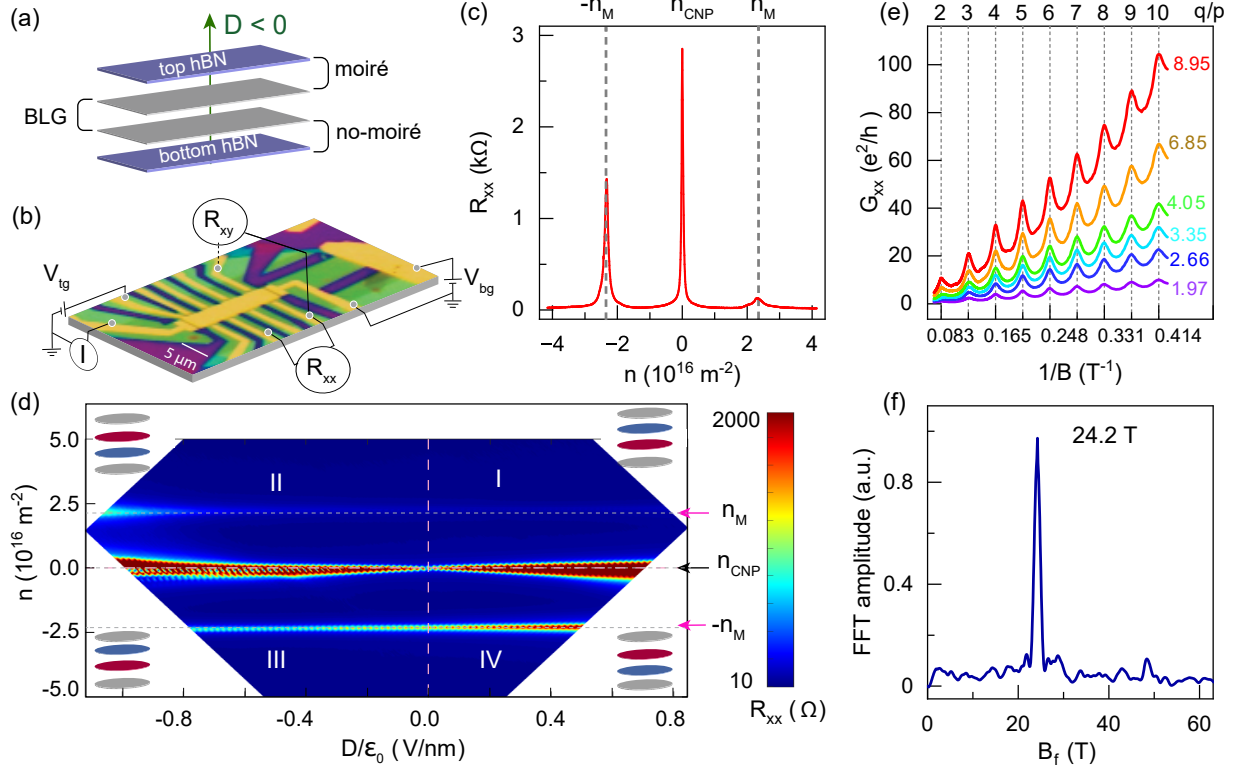 (a)
D < 0
top hBN
moiré
BLG
no-moiré
bottom hBN
(b)
R_xy
V_tg
V_bg
I
5 µm
R_xx
(c)
-n_M n_CNP n_M
3
2
1
0
R_xx (kΩ)
−4 −2 0 2 4
n (10^16 m^-2)
(e)
2 3 4 5 6 7 8 9 10 q/p
100
80
60
40
20
0
G_xx (e^2/h)
8.95
6.85
4.05
3.35
2.66
1.97
0.083 0.165 0.248 0.331 0.414
1/B (T^-1)
(d)
5.0
2.5
0.0
-2.5
-5.0
n (10^16 m^-2)
II I
III IV
n_M
n_CNP
-n_M
-0.8 -0.4 0.0 0.4 0.8
D/ε_0 (V/nm)
2000
10
R_xx (Ω)
(f)
24.2 T
0.8
0.4
0
FFT amplitude (a.u.)
0 20 40 60
B_f (T)